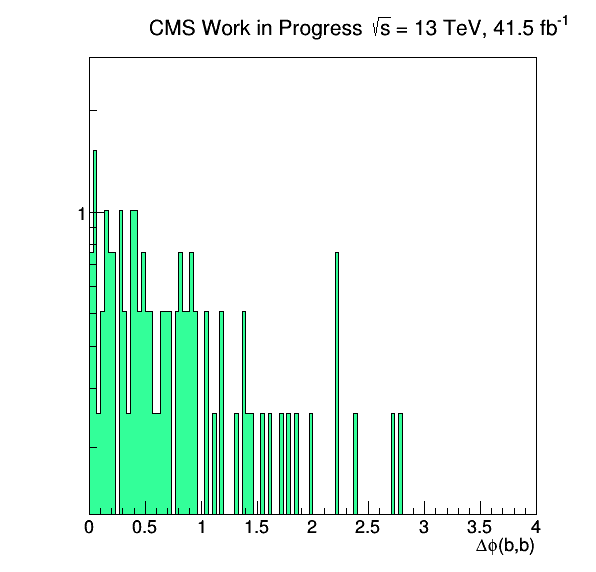 CMS Work in Progress √s = 13 TeV, 41.5 fb⁻¹
1
0 0.5 1 1.5 2 2.5 3 3.5 4
Δϕ(b,b)